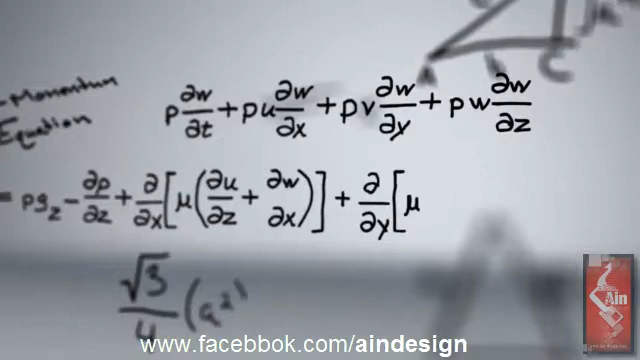 A b C
-Momentum
Equation
ρ ∂w/∂t + ρu ∂w/∂x + ρv ∂w/∂y + ρw ∂w/∂z
= ρg_z - ∂p/∂z + ∂/∂x [μ(∂u/∂z + ∂w/∂x)] + ∂/∂y [μ
√3/4 (a²)
Ain
www.facebbok.com/aindesign